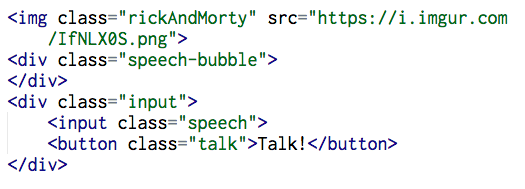 <img class="rickAndMorty" src="https://i.imgur.com
/IfNLX0S.png">
<div class="speech-bubble">
</div>
<div class="input">
<input class="speech">
<button class="talk">Talk!</button>
</div>